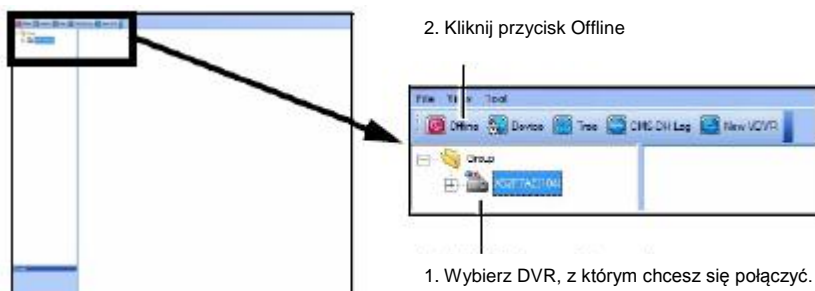 2. Kliknij przycisk Offline
File View Tool
Offline Device Tree CMS DH Log New VDVR
Group
1. Wybierz DVR, z którym chcesz się połączyć.